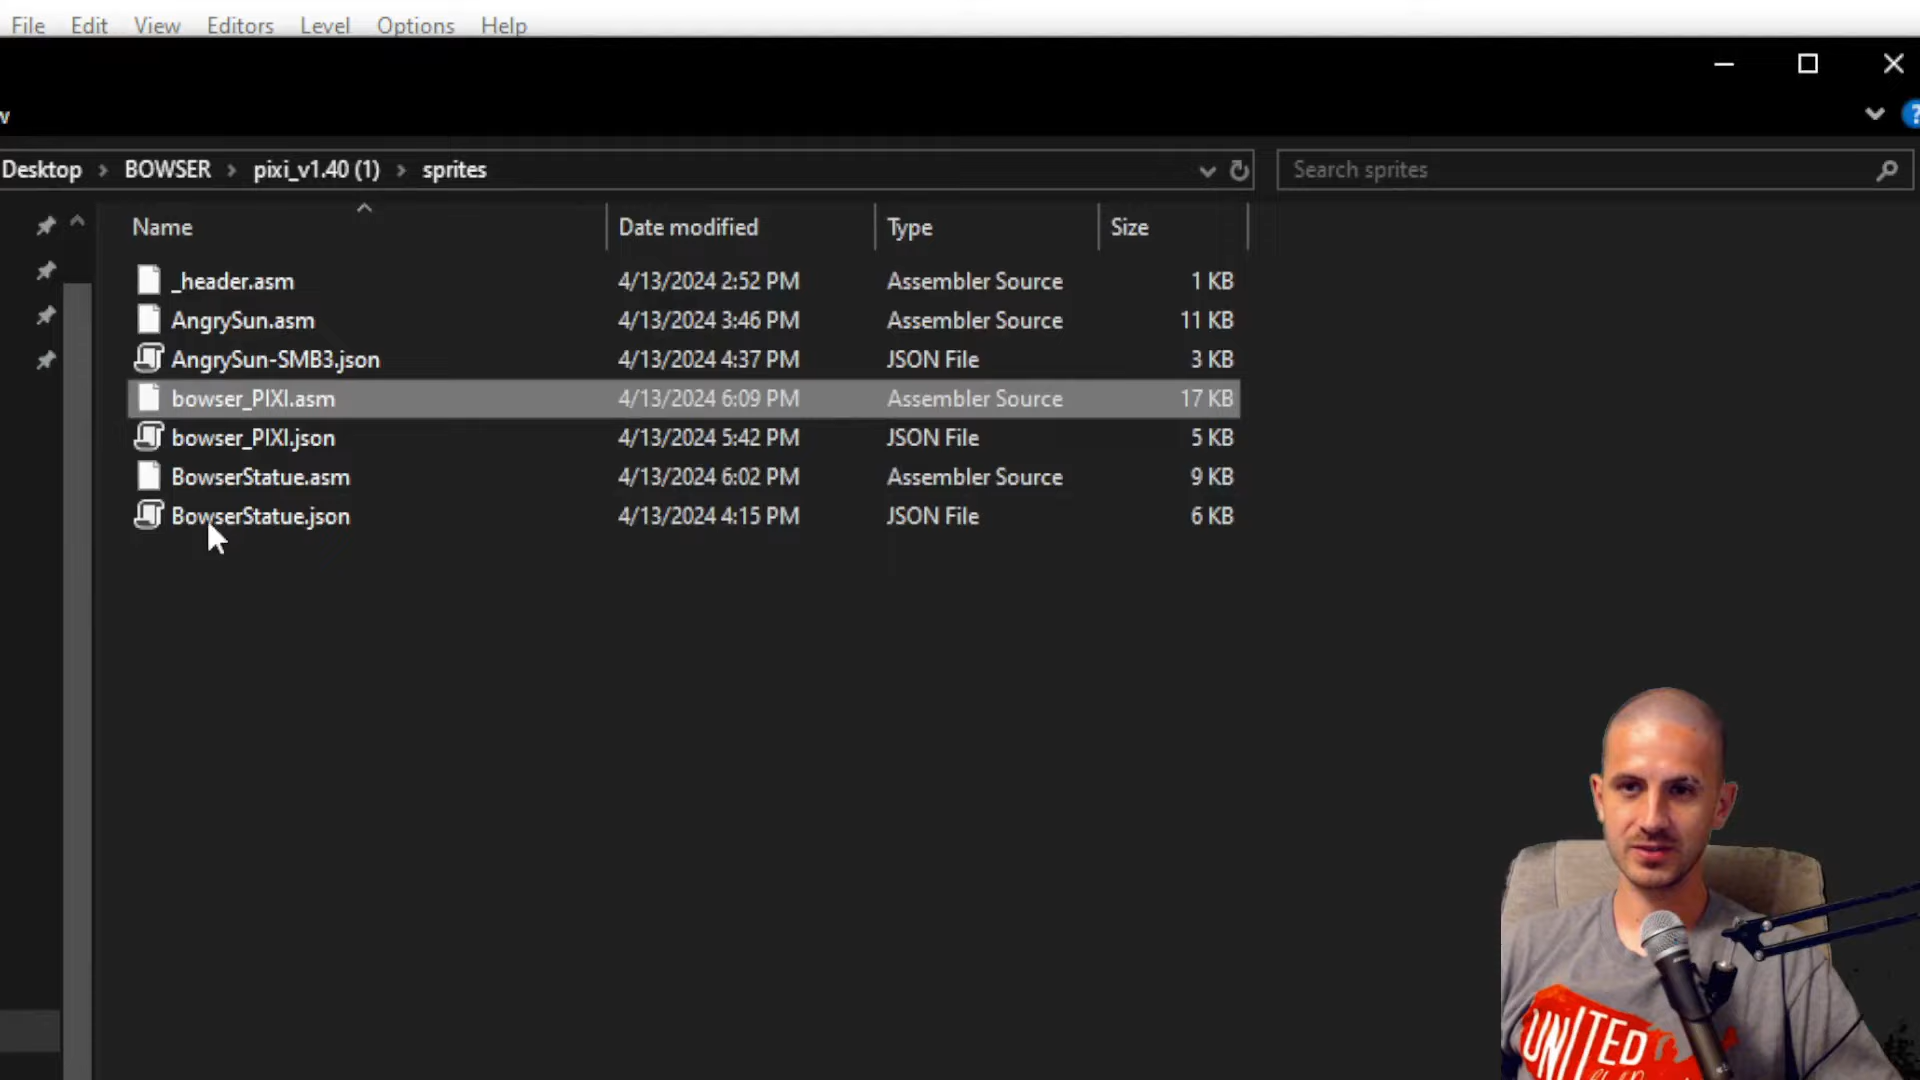 File Edit View Editors Level Options Help
w
Desktop > BOWSER > pixi_v1.40 (1) > sprites
Search sprites
Name Date modified Type Size
_header.asm 4/13/2024 2:52 PM Assembler Source 1 KB
AngrySun.asm 4/13/2024 3:46 PM Assembler Source 11 KB
AngrySun-SMB3.json 4/13/2024 4:37 PM JSON File 3 KB
bowser_PIXI.asm 4/13/2024 6:09 PM Assembler Source 17 KB
bowser_PIXI.json 4/13/2024 5:42 PM JSON File 5 KB
BowserStatue.asm 4/13/2024 6:02 PM Assembler Source 9 KB
BowserStatue.json 4/13/2024 4:15 PM JSON File 6 KB
UNITED